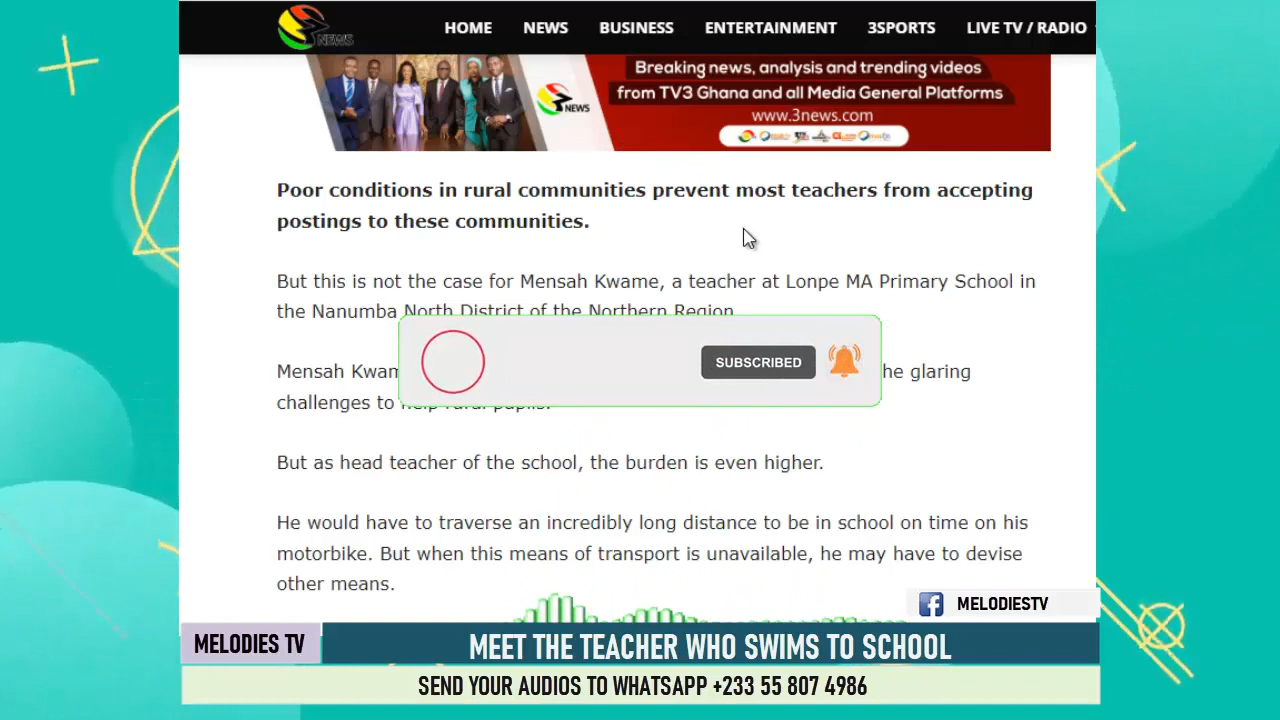 NEWS
HOME NEWS BUSINESS ENTERTAINMENT 3SPORTS LIVE TV / RADIO
NEWS
Breaking news, analysis and trending videos
from TV3 Ghana and all Media General Platforms
www.3news.com
Poor conditions in rural communities prevent most teachers from accepting
postings to these communities.
But this is not the case for Mensah Kwame, a teacher at Lonpe MA Primary School in
the Nanumba North District of the Northern Region.
Mensah Kwam he glaring
challenges to help rural pupils.
SUBSCRIBED
But as head teacher of the school, the burden is even higher.
He would have to traverse an incredibly long distance to be in school on time on his
motorbike. But when this means of transport is unavailable, he may have to devise
other means.
MELODIESTV
MELODIES TV
MEET THE TEACHER WHO SWIMS TO SCHOOL
SEND YOUR AUDIOS TO WHATSAPP +233 55 807 4986